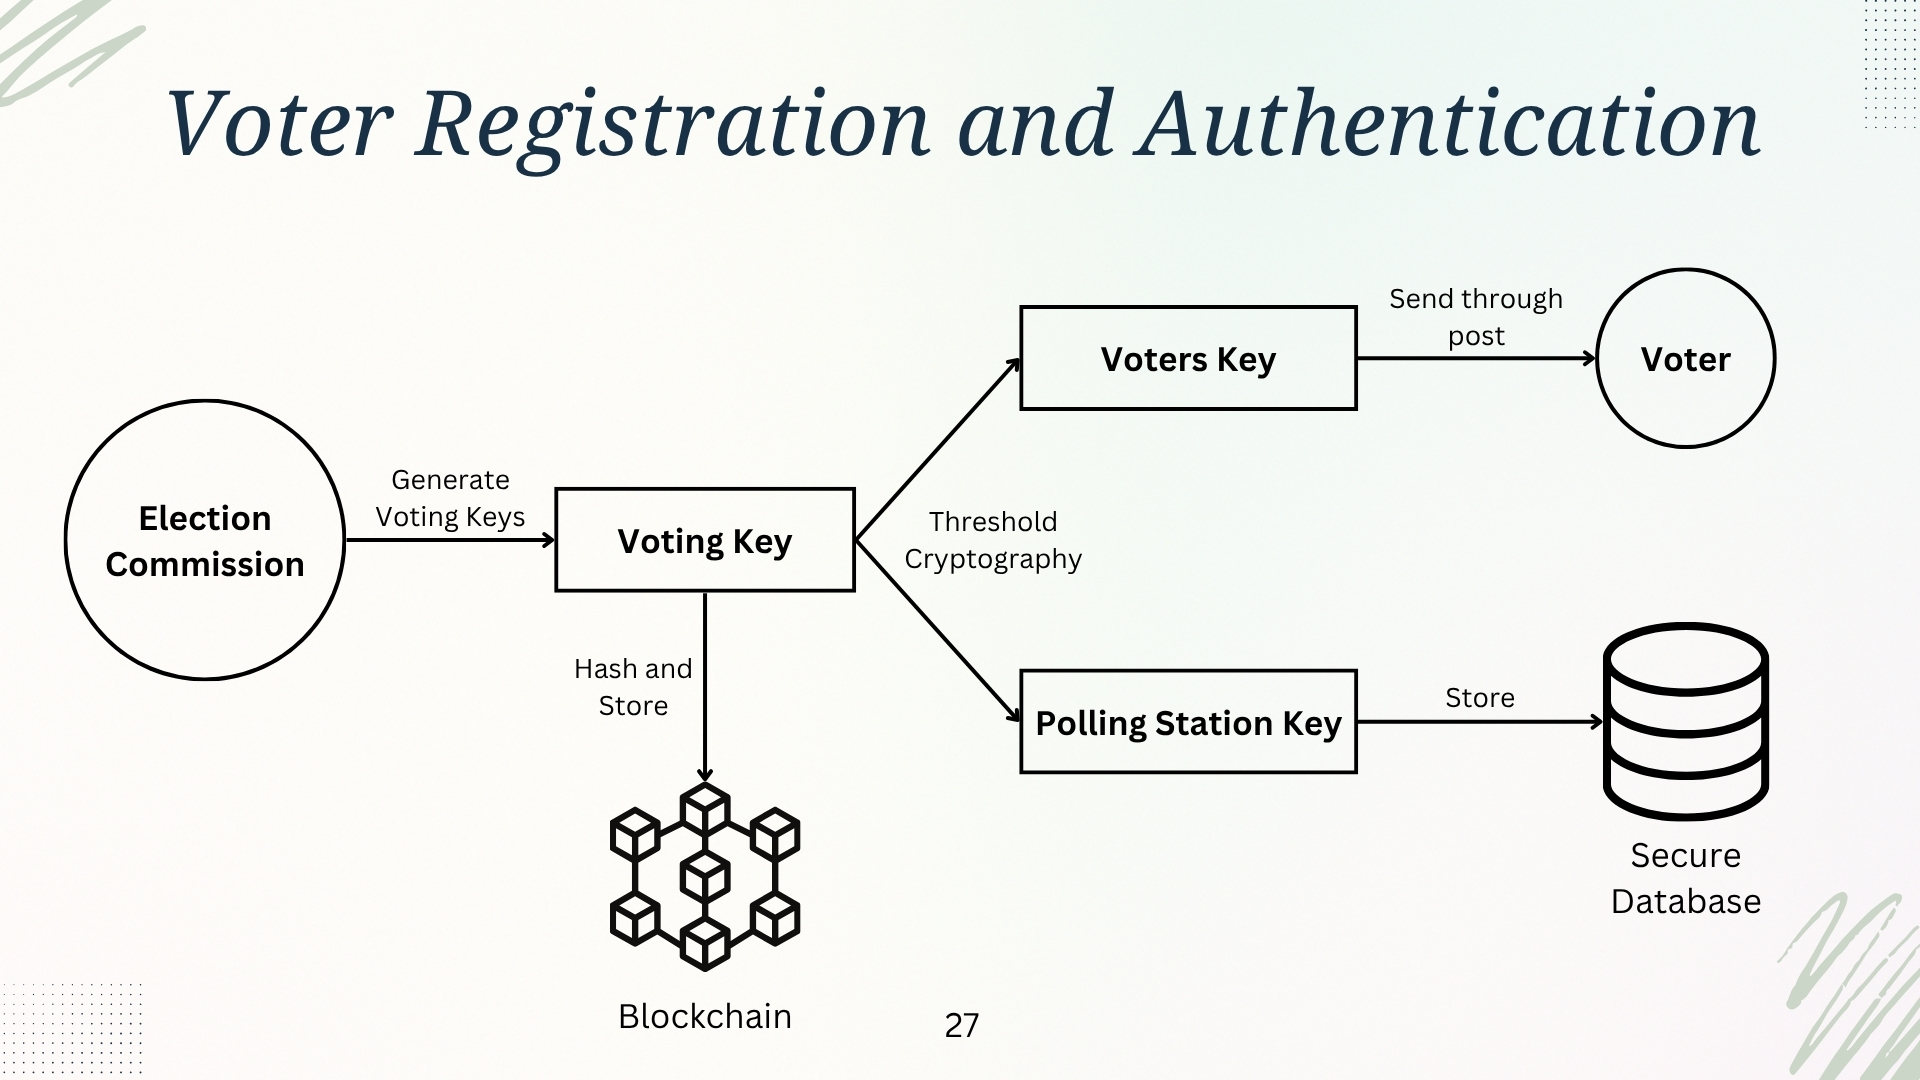 Voter Registration and Authentication
Send through
post
Voters Key
Voter
Generate
Voting Keys
Election
Commission
Voting Key
Threshold
Cryptography
Hash and
Store
Polling Station Key
Store
Secure
Database
Blockchain
27